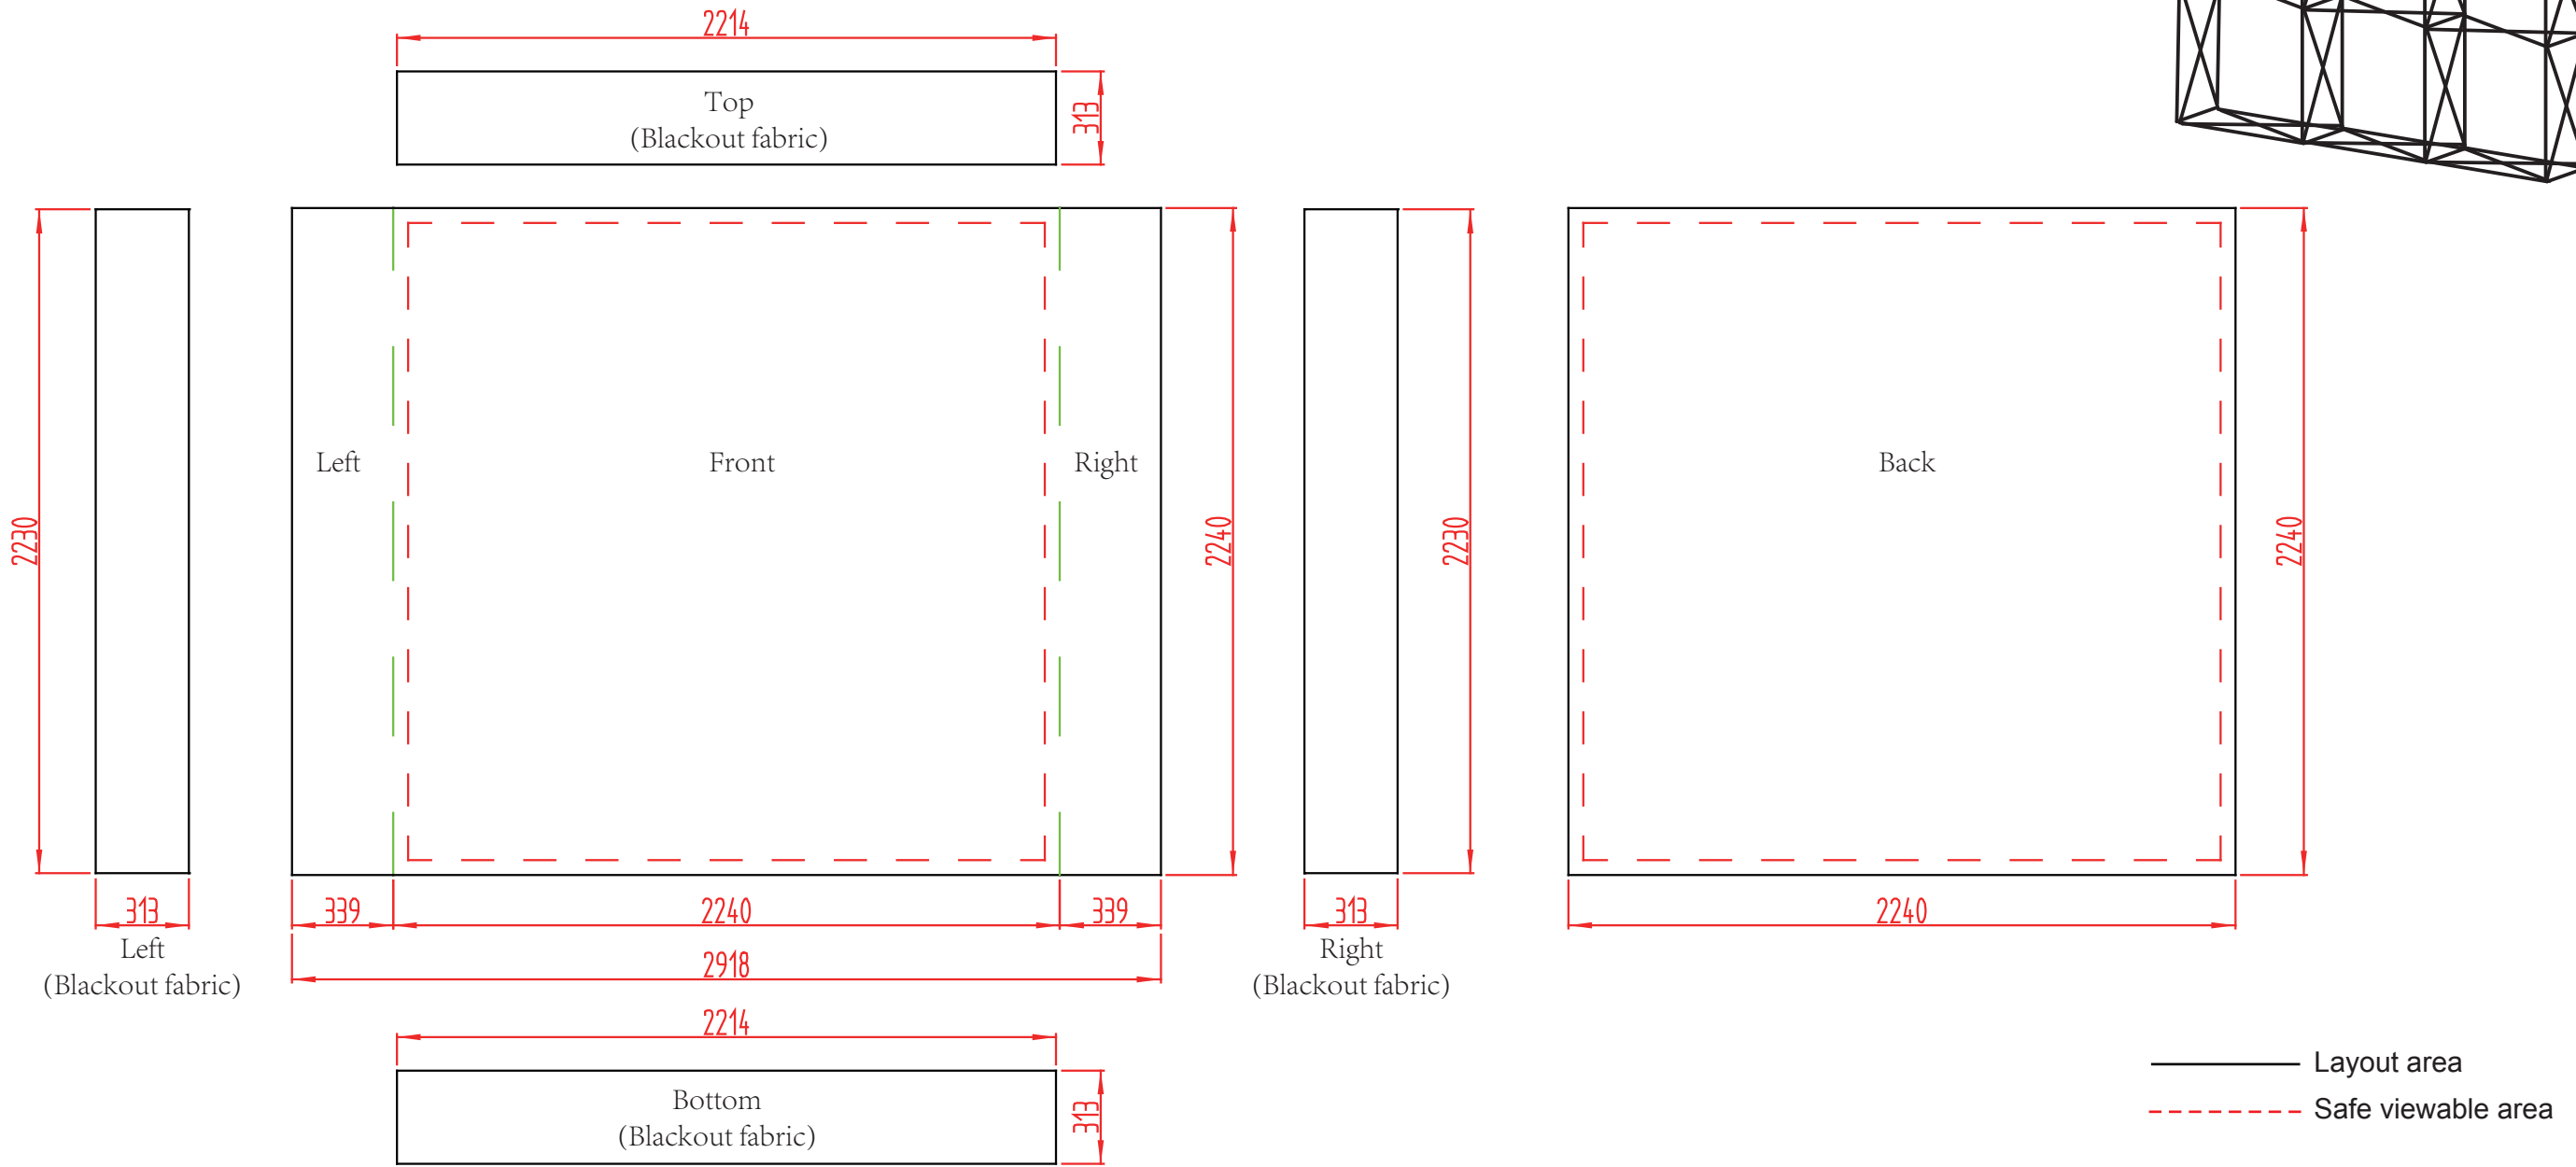 2214
Top
(Blackout fabric)
313
2230
313
Left
(Blackout fabric)
Left
Front
Right
2240
339
2240
339
2918
2230
313
Right
(Blackout fabric)
Back
2240
2240
2214
Bottom
(Blackout fabric)
313
Layout area
Safe viewable area